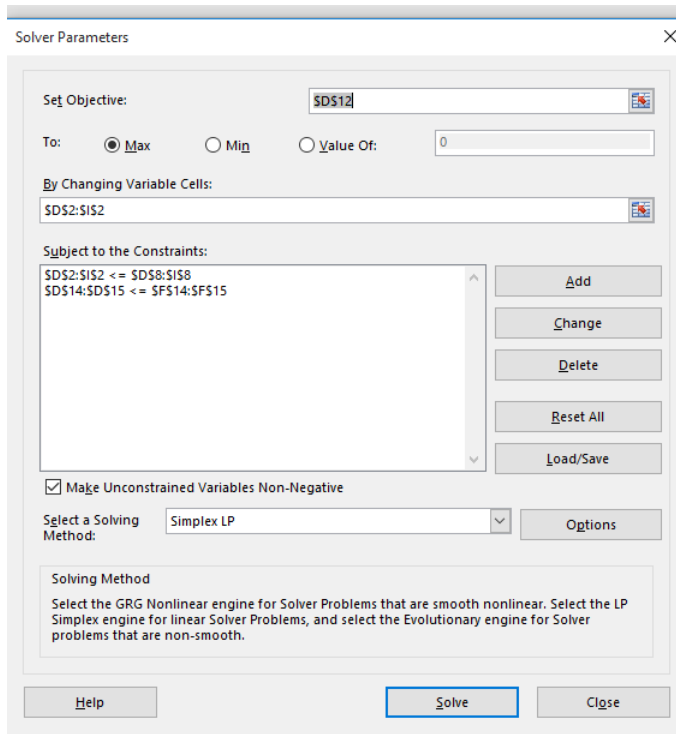 Solver Parameters
Set Objective: $D$12
To: Max Min Value Of: 0
By Changing Variable Cells:
$D$2:$I$2
Subject to the Constraints:
$D$2:$I$2 <= $D$8:$I$8
$D$14:$D$15 <= $F$14:$F$15
Add
Change
Delete
Reset All
Load/Save
Make Unconstrained Variables Non-Negative
Select a Solving Method: Simplex LP
Options
Solving Method
Select the GRG Nonlinear engine for Solver Problems that are smooth nonlinear. Select the LP
Simplex engine for linear Solver Problems, and select the Evolutionary engine for Solver
problems that are non-smooth.
Help Solve Close